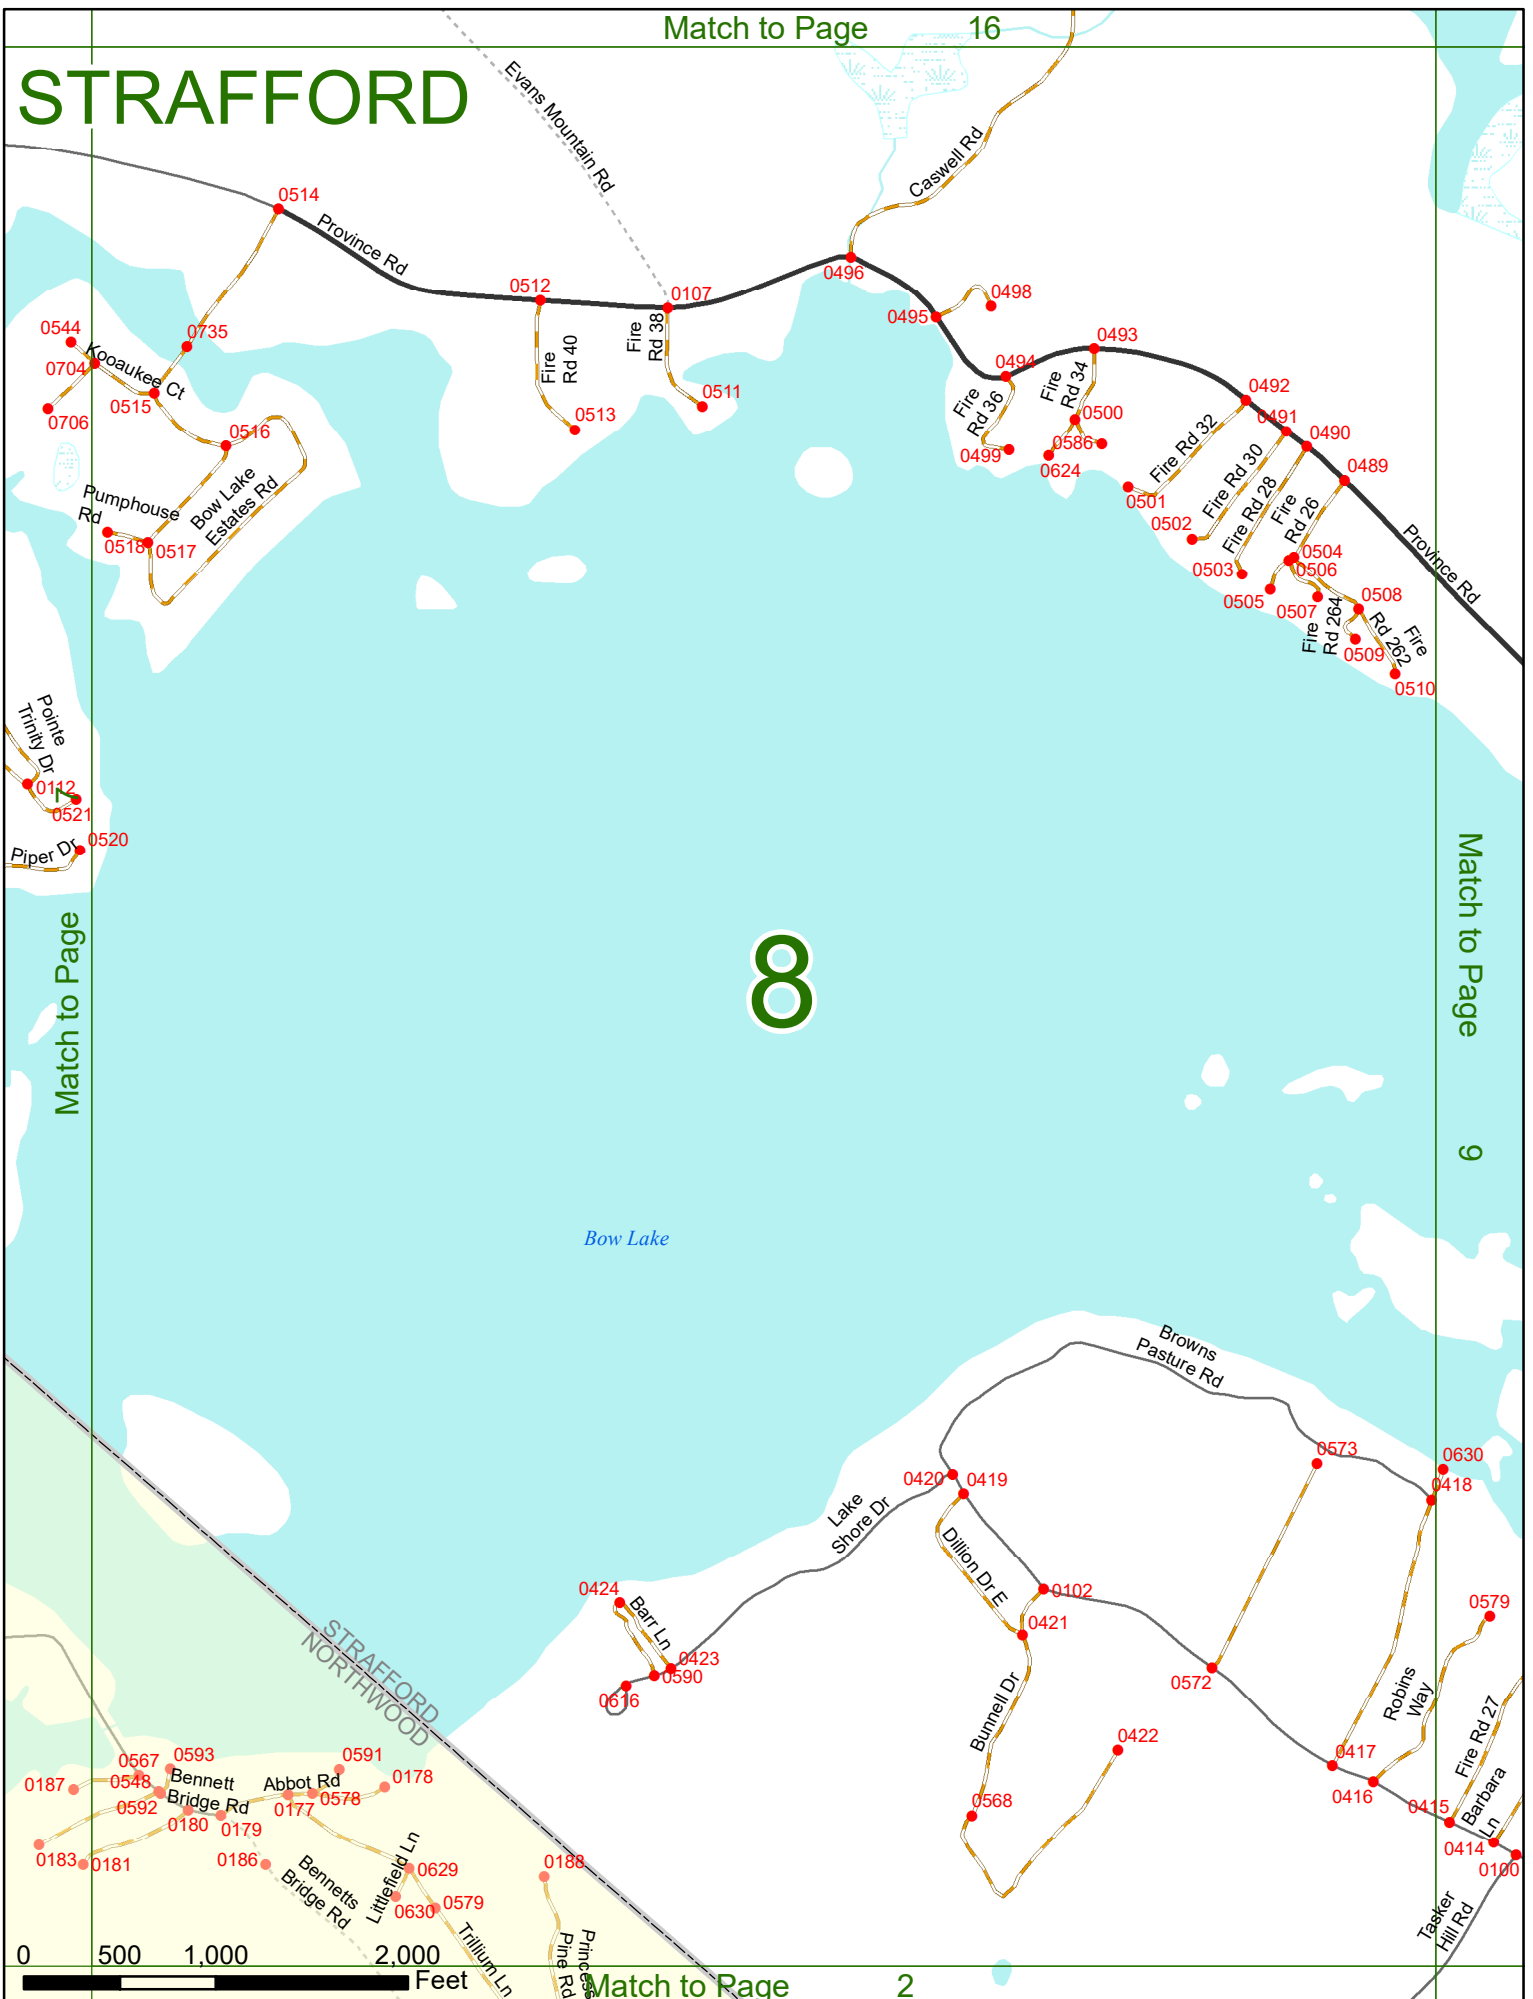 Match to Page 16
STRAFFORD
Evans Mountain Rd
Caswell Rd
0514
Province Rd
0512
0107
0496
0498
0495
0493
0494
0544
0735
Kooaukee Ct
0704
0515
0706
Fire
Rd 40
Fire
Rd 38
0511
0513
Fire
Rd 36
Fire
Rd 34
0500
0499
0586
0624
0492
0491
0490
0489
Fire Rd 32
Fire Rd 30
Fire Rd 28
Fire
Rd 26
0501
0502
0503
0504
0506
0505
0507
0508
Fire
Rd 264
Fire
Rd 262
0509
0510
Province Rd
0516
Pumphouse
Rd
Bow Lake
Estates Rd
0518
0517
Pointe
Trinity Dr
0112
7
0521
0520
Piper Dr
Match to Page
8
Match to Page
9
Bow Lake
Browns
Pasture Rd
0573
0630
0418
0420
0419
Lake
Shore Dr
Dillion Dr E
0102
0421
0424
Barr Ln
0423
0590
0616
0572
0579
Bunnell Dr
0422
0568
Robins
Way
Fire Rd 27
0417
0416
0415
Barbara
Ln
0414
0100
Tasker
Hill Rd
STRAFFORD
NORTHWOOD
0593
0567
0591
0187
0548
Bennett
Bridge Rd
Abbot Rd
0178
0592
0177
0578
0180
0179
0183
0181
0186
Bennetts
Bridge Rd
Littlefield Ln
0629
0188
0630
0579
Trillium Ln
Princess
Pine Rd
0 500 1,000 2,000
Feet
Match to Page 2